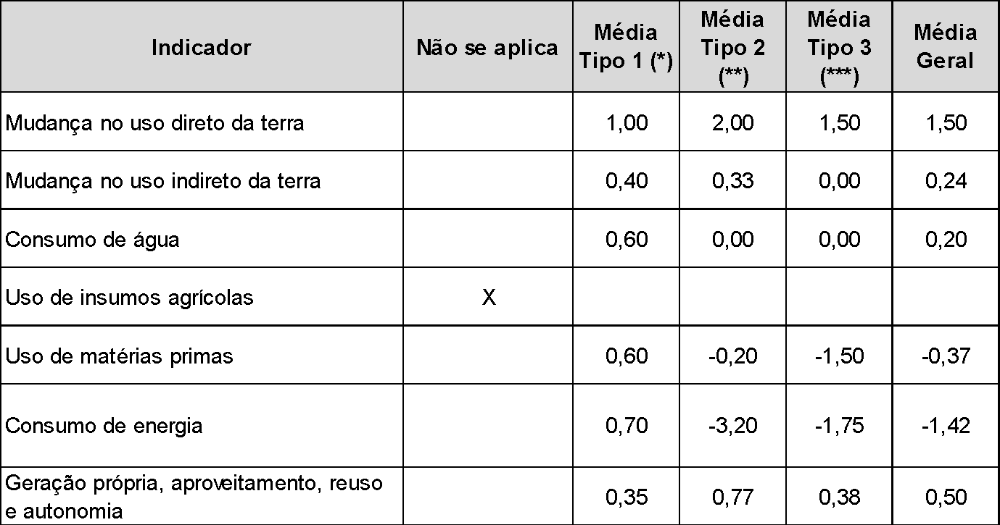 Indicador Não se aplica Média Tipo 1 (*) Média Tipo 2 (**) Média Tipo 3 (***) Média Geral
Mudança no uso direto da terra 1,00 2,00 1,50 1,50
Mudança no uso indireto da terra 0,40 0,33 0,00 0,24
Consumo de água 0,60 0,00 0,00 0,20
Uso de insumos agrícolas X
Uso de matérias primas 0,60 -0,20 -1,50 -0,37
Consumo de energia 0,70 -3,20 -1,75 -1,42
Geração própria, aproveitamento, reuso
e autonomia 0,35 0,77 0,38 0,50